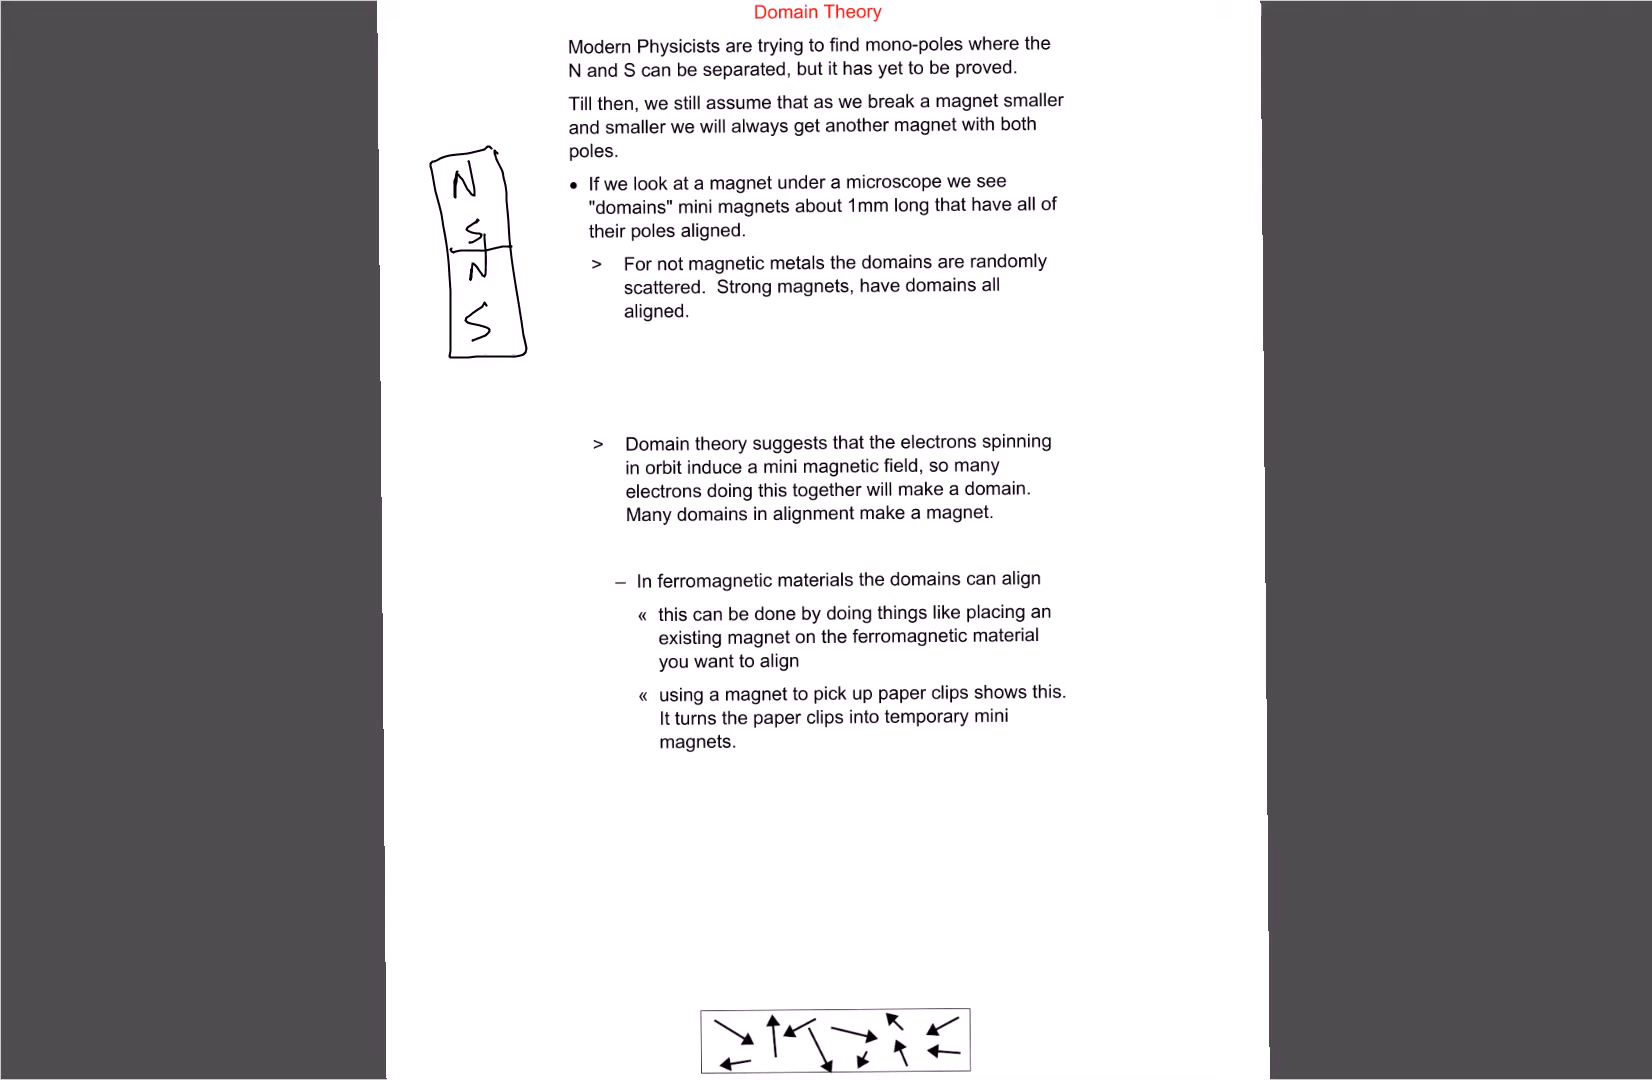 Domain Theory
Modern Physicists are trying to find mono-poles where the
N and S can be separated, but it has yet to be proved.
Till then, we still assume that as we break a magnet smaller
and smaller we will always get another magnet with both
poles.
N
S
N
S
• If we look at a magnet under a microscope we see
"domains" mini magnets about 1mm long that have all of
their poles aligned.
> For not magnetic metals the domains are randomly
scattered.  Strong magnets, have domains all
aligned.
> Domain theory suggests that the electrons spinning
in orbit induce a mini magnetic field, so many
electrons doing this together will make a domain.
Many domains in alignment make a magnet.
– In ferromagnetic materials the domains can align
« this can be done by doing things like placing an
existing magnet on the ferromagnetic material
you want to align
« using a magnet to pick up paper clips shows this.
It turns the paper clips into temporary mini
magnets.